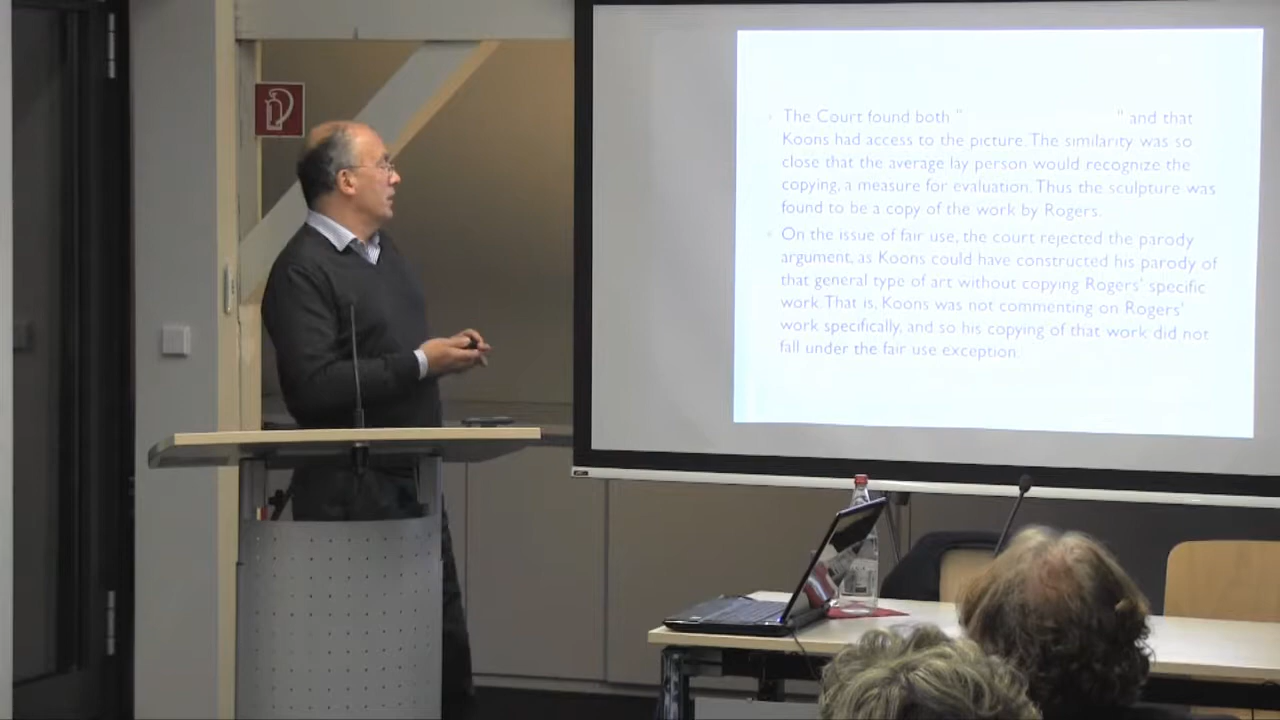 The Court found both " " and that
Koons had access to the picture. The similarity was so
close that the average lay person would recognize the
copying, a measure for evaluation. Thus the sculpture was
found to be a copy of the work by Rogers.
On the issue of fair use, the court rejected the parody
argument, as Koons could have constructed his parody of
that general type of art without copying Rogers' specific
work. That is, Koons was not commenting on Rogers'
work specifically, and so his copying of that work did not
fall under the fair use exception.